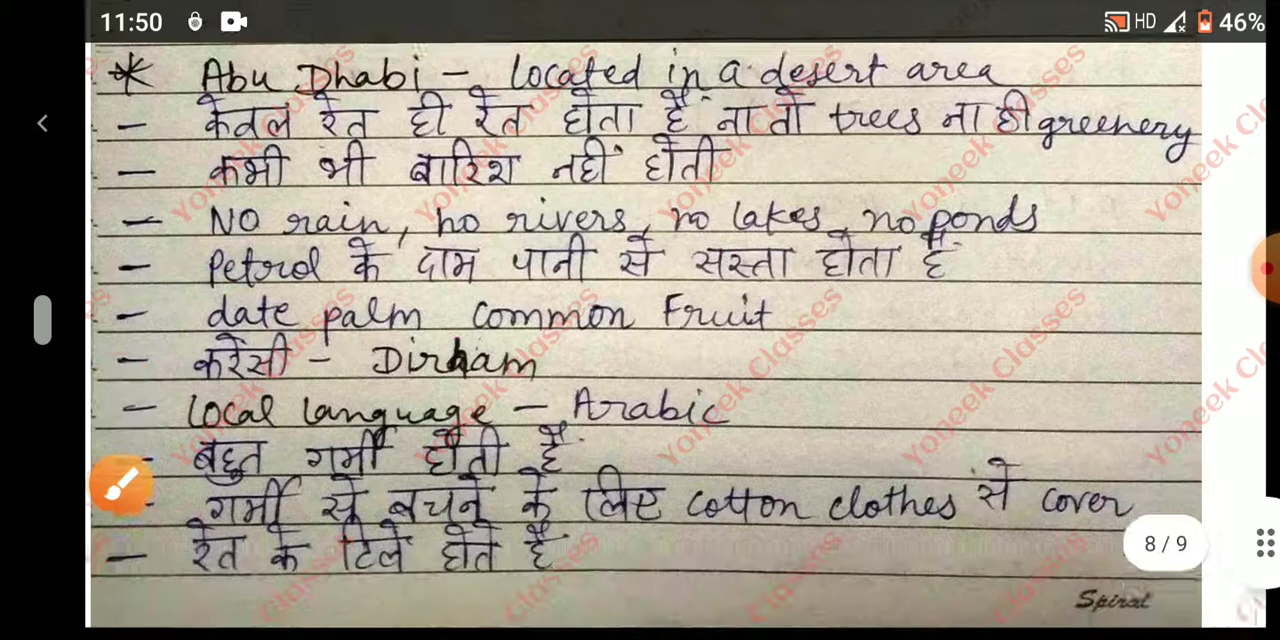 11:50 HD 46%
* Abu Dhabi - located in a desert area
- केवल रेत ही रेत होता है ना तो trees ना ही greenery
- कभी भी बारिश नहीं होती
- NO rain, no rivers, no lakes, no ponds
- Petrol के दाम पानी से सस्ता होता है
- date palm common Fruit
- करेंसी - Dirham
- Local language - Arabic
- बहुत गर्मी होती है
- गर्मी से बचने के लिए cotton clothes से cover
- रेत के टिले होते है
8 / 9
Spiral
Yoneek Classes